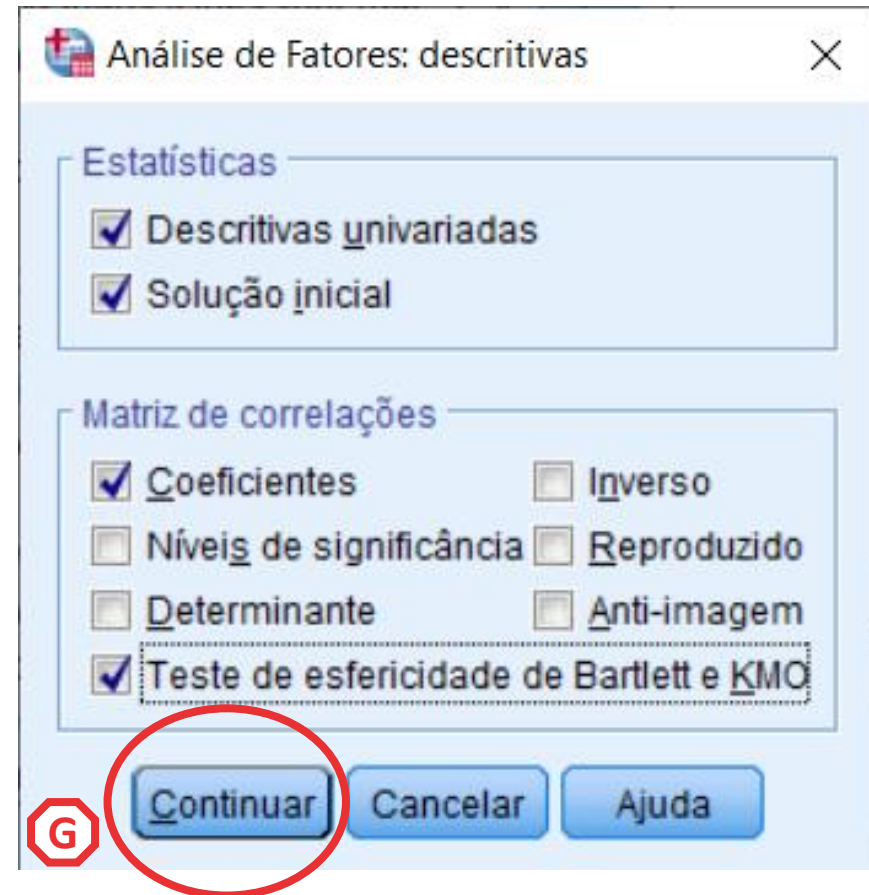 Análise de Fatores: descritivas
Estatísticas
Descritivas univariadas
Solução inicial
Matriz de correlações
Coeficientes Inverso
Níveis de significância Reproduzido
Determinante Anti-imagem
Teste de esfericidade de Bartlett e KMO
Continuar Cancelar Ajuda
G